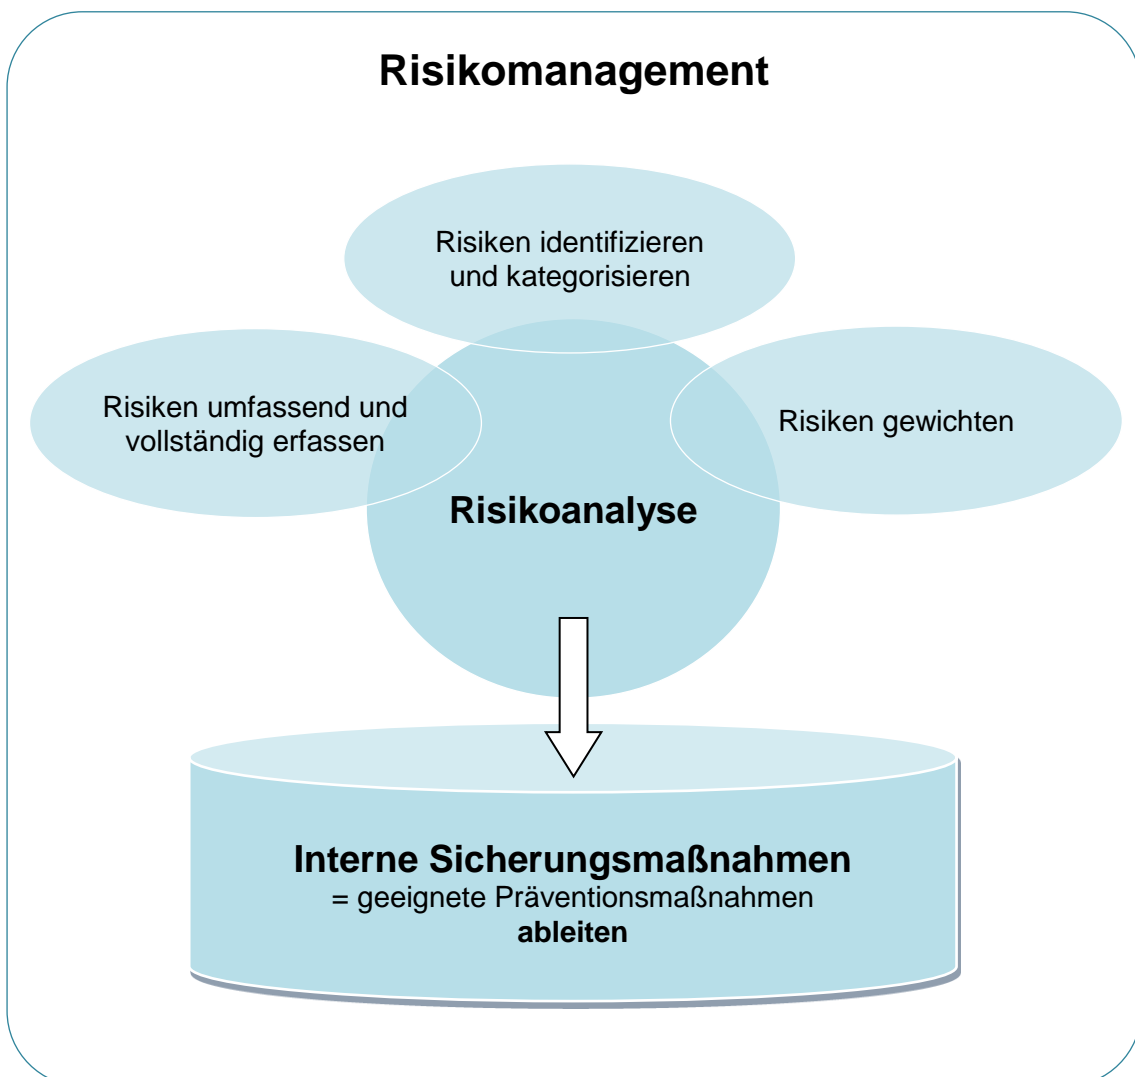 Risikomanagement
Risiken identifizieren
und kategorisieren
Risiken umfassend und
vollständig erfassen
Risiken gewichten
Risikoanalyse
Interne Sicherungsmaßnahmen
= geeignete Präventionsmaßnahmen
ableiten